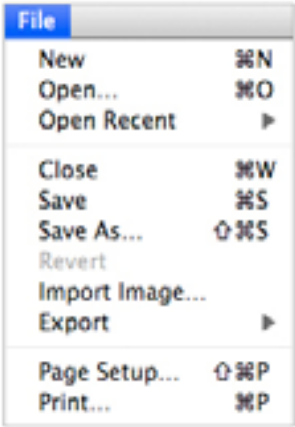 File
New ⌘N
Open... ⌘O
Open Recent ▶
Close ⌘W
Save ⌘S
Save As... ⇧⌘S
Revert
Import Image...
Export ▶
Page Setup... ⇧⌘P
Print... ⌘P